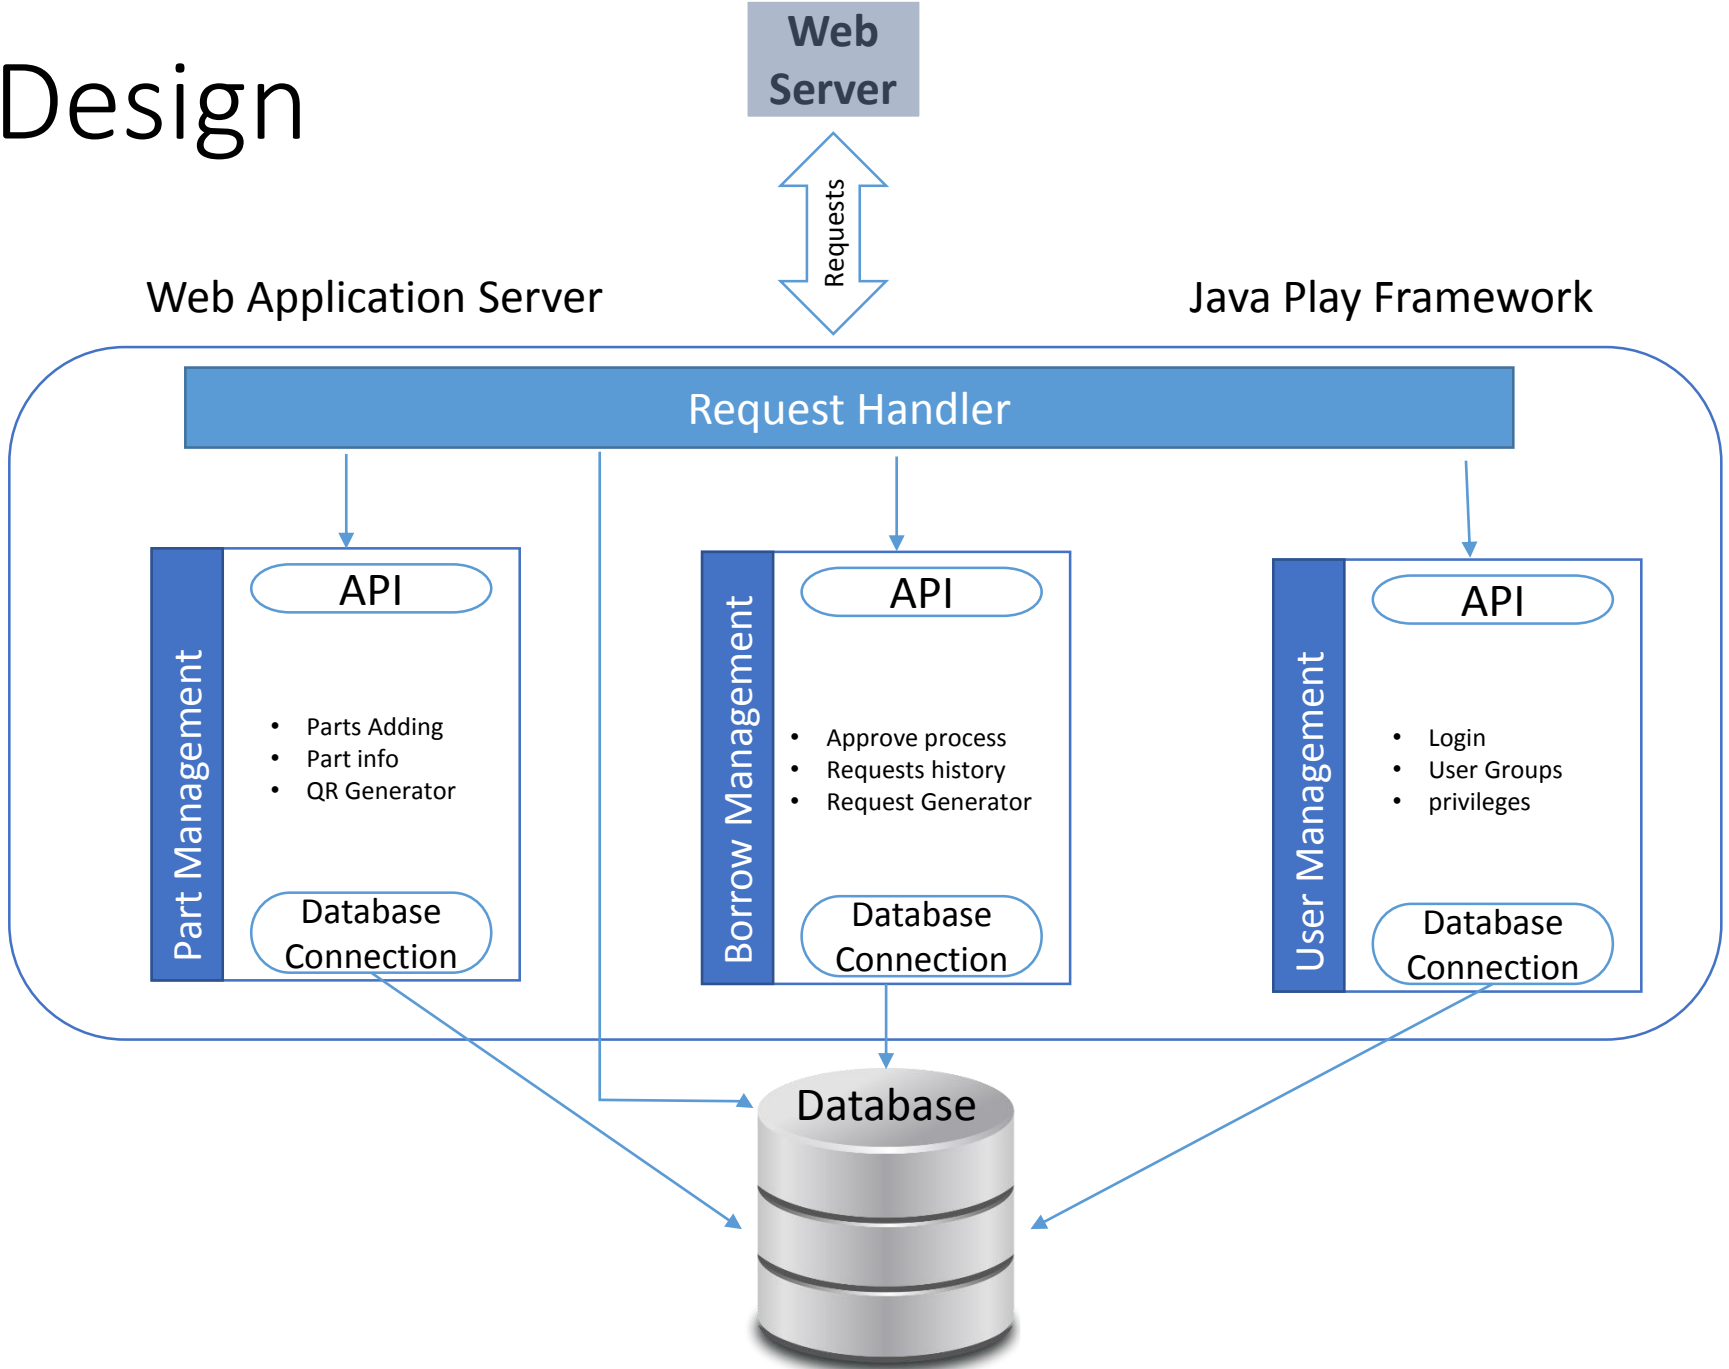 Design
Web
Server
Requests
Web Application Server
Java Play Framework
Request Handler
Part Management
API
• Parts Adding
• Part info
• QR Generator
Database
Connection
Borrow Management
API
• Approve process
• Requests history
• Request Generator
Database
Connection
User Management
API
• Login
• User Groups
• privileges
Database
Connection
Database